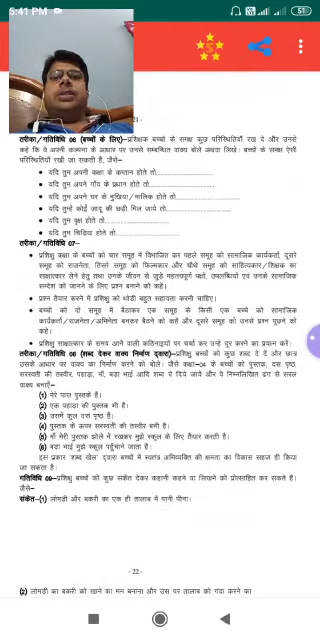 5:41 PM
51
तरीका/गतिविधि 06 (बच्चों के लिए)–प्रशिक्षक बच्चों के समक्ष कुछ परिस्थितियाँ रख दे और उनसे
कहें कि वे अपनी कल्पना के आधार पर उनसे सम्बन्धित वाक्य बोले अथवा लिखे। बच्चों के समक्ष ऐसी
परिस्थितियाँ रखी जा सकती है, जैसे–
• यदि तुम अपनी कक्षा के कप्तान होते तो..............................
• यदि तुम अपने गाँव के प्रधान होते तो..............................
• यदि तुम अपने घर के मुखिया/मालिक होते तो..............................
• यदि तुम्हें कोई जादू की छड़ी मिल जाये तो..............................
• यदि तुम वृक्ष होते तो..............................
• यदि तुम चिड़िया होते तो..............................
तरीका/गतिविधि 07–
• प्रशिक्षु कक्षा के बच्चों को चार समूह में विभाजित कर पहले समूह को सामाजिक कार्यकर्ता, दूसरे
समूह को राजनेता, तिसरे समूह को फिल्मकार और चौथे समूह को साहित्यकार/शिक्षक का
साक्षात्कार लेने हेतु तथा उनके जीवन से जुड़े महत्वपूर्ण पक्षों, उपलब्धियों एवं उनके सामाजिक
सन्देश को जानने के लिए प्रश्न बनाने को कहें।
• प्रश्न तैयार करने में प्रशिक्षु को थोडी बहुत सहायता करनी चाहिए।
• बच्चों को दो समूह में बैठाकर एक समूह के किसी एक बच्चे को सामाजिक
कार्यकर्ता/राजनेता/अभिनेता बनकर बैठने को कहें और दूसरे समूह को उनसे प्रश्न पूछने को
कहें।
• प्रशिक्षु साक्षात्कार के समय आने वाली कठिनाइयों पर चर्चा कर उन्हें दूर करने का प्रयत्न करें।
तरीका/गतिविधि 08 (शब्द देकर वाक्य निर्माण द्वारा)–प्रशिक्षु बच्चों को कुछ शब्द दे दें और छात्र
उसके आधार पर वाक्य का निर्माण करने को बोले। जैसे कक्षा-04 के बच्चों को पुस्तक, दस पृष्ठ,
सरस्वती की तस्वीर, पहाडा, माँ, बड़ा भाई आदि शब्द दे दिये जाये और वे निम्नलिखित ढंग से सरल
वाक्य बनाएँ–
(1) मेरे पास पुस्तकें हैं।
(2) एक पहाडा की पुस्तक भी हैं।
(3) उसमें कूल दस पृष्ठ हैं।
(4) पुस्तक के ऊपर सरस्वती की तस्वीर बनी है।
(5) माँ मेरी पुस्तक झोले में रखकर मुझे स्कूल के लिए तैयार करती है।
(6) बड़ा भाई मुझे स्कूल पहुँचाने जाता है।
इस प्रकार 'शब्द खेल' द्वारा बच्चों में स्वतंत्र अभिव्यक्ति की क्षमता का विकास सहज ही किया
जा सकता है।
गतिविधि 09–प्रशिक्षु बच्चों को कुछ संकेत देकर कहानी कहने या लिखने को प्रोत्साहित कर सकते हैं।
जैसे–
संकेत–(1) लोमड़ी और बकरी का एक ही तालाब में पानी पीना।
- 22 -
(2) लोमड़ी का बकरी को खाने का मन बनाना और उस पर तालाब को गंदा करने का